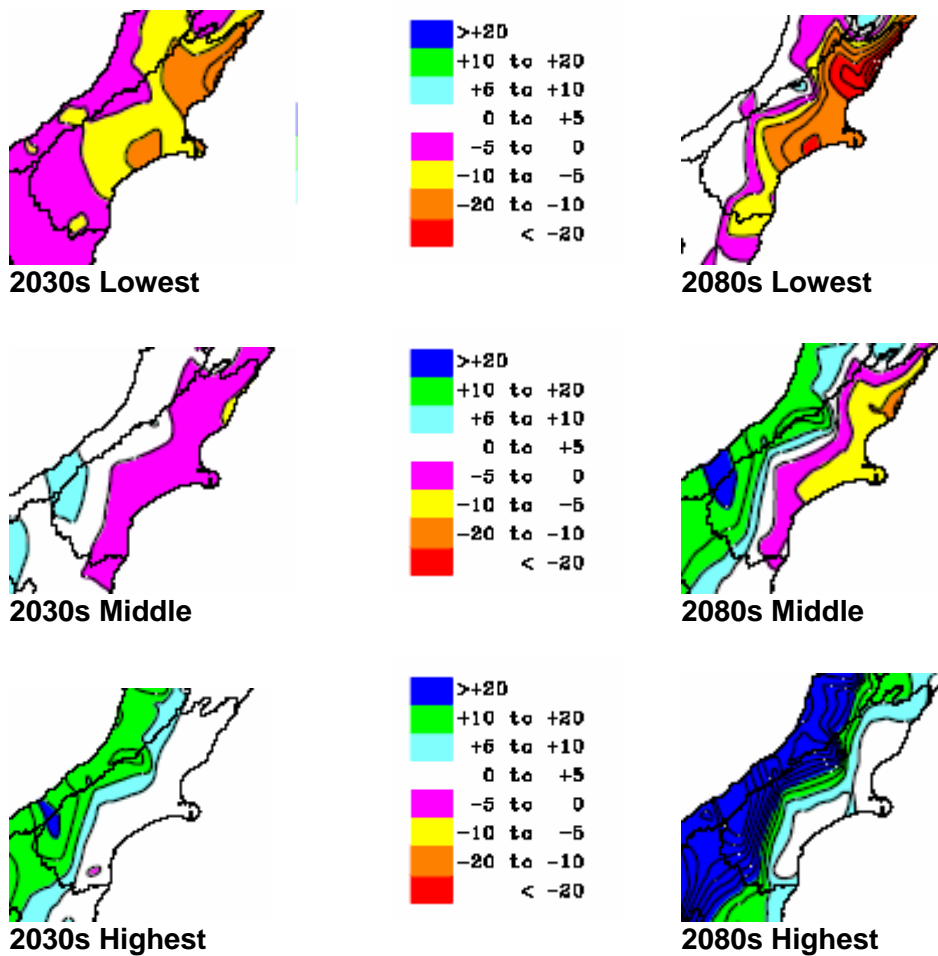 >+20
+10 to +20
+6 to +10
0 to +5
-5 to 0
-10 to -5
-20 to -10
< -20
2030s Lowest
2080s Lowest
>+20
+10 to +20
+6 to +10
0 to +5
-5 to 0
-10 to -5
-20 to -10
< -20
2030s Middle
2080s Middle
>+20
+10 to +20
+6 to +10
0 to +5
-5 to 0
-10 to -5
-20 to -10
< -20
2030s Highest
2080s Highest